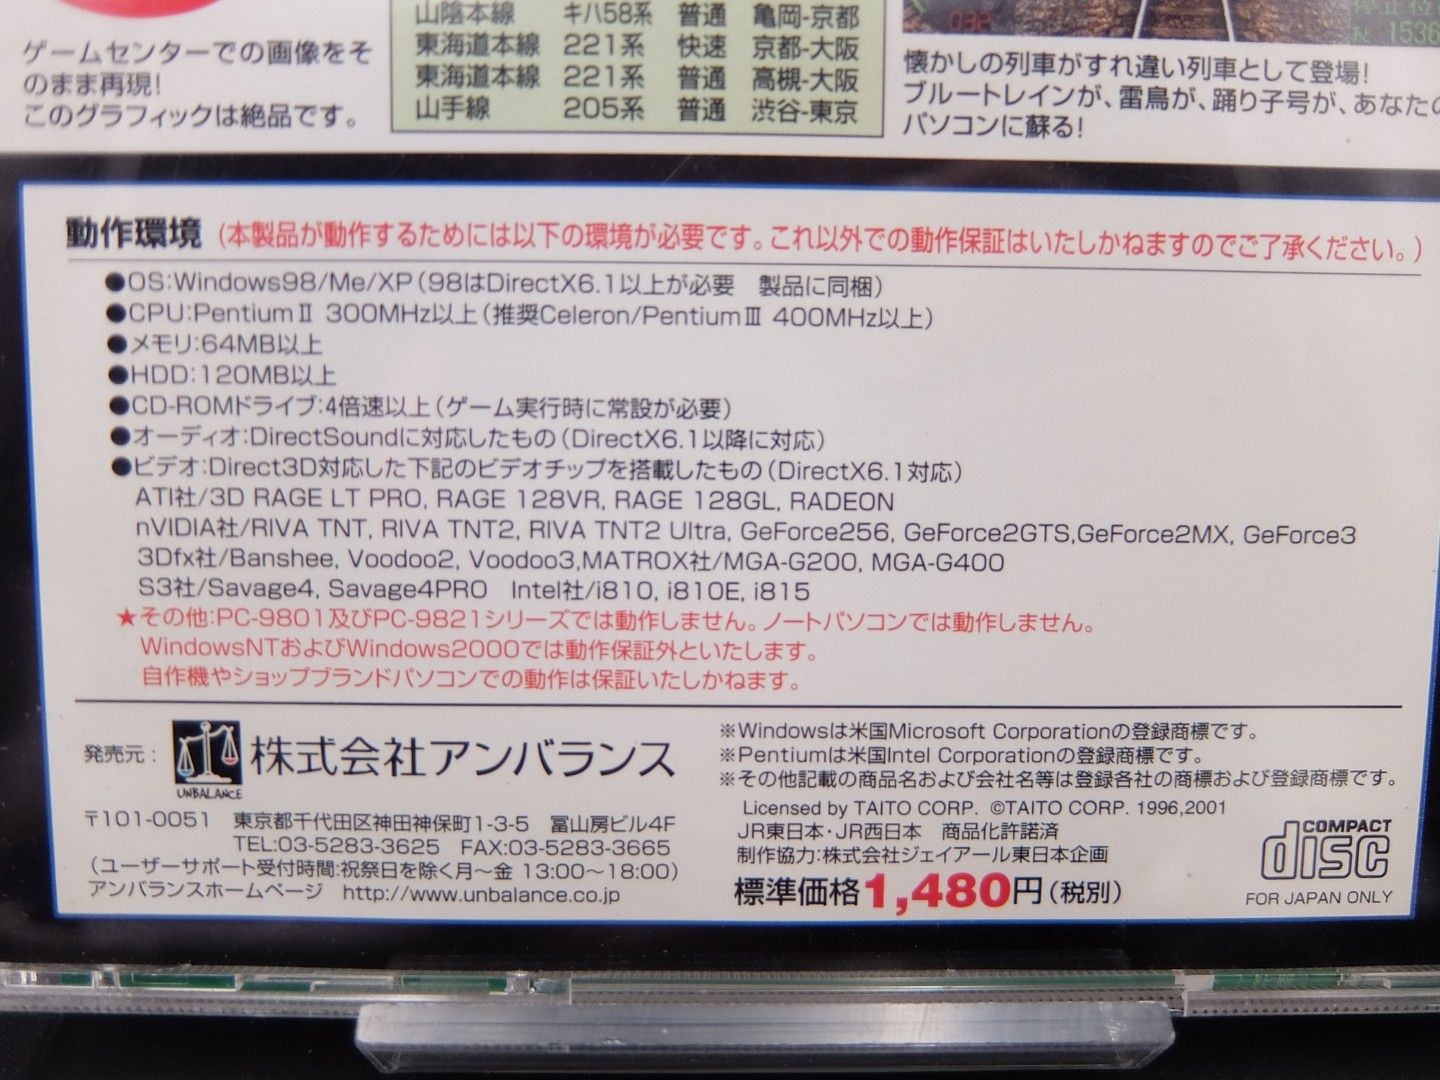 ゲームセンターでの画像をそ
のまま再現!
このグラフィックは絶品です。
山陰本線 キハ58系 普通 亀岡-京都
東海道本線 221系 快速 京都-大阪
東海道本線 221系 普通 高槻-大阪
山手線 205系 普通 渋谷-東京
1536
懐かしの列車がすれ違い列車として登場!
ブルートレインが、雷鳥が、踊り子号が、あなたの
パソコンに蘇る!
動作環境 (本製品が動作するためには以下の環境が必要です。これ以外での動作保証はいたしかねますのでご了承ください。)
●OS:Windows98/Me/XP(98はDirectX6.1以上が必要 製品に同梱)
●CPU:PentiumⅡ 300MHz以上(推奨Celeron/PentiumⅢ 400MHz以上)
●メモリ:64MB以上
●HDD:120MB以上
●CD-ROMドライブ:4倍速以上(ゲーム実行時に常設が必要)
●オーディオ:DirectSoundに対応したもの(DirectX6.1以降に対応)
●ビデオ:Direct3D対応した下記のビデオチップを搭載したもの(DirectX6.1対応)
ATI社/3D RAGE LT PRO, RAGE 128VR, RAGE 128GL, RADEON
nVIDIA社/RIVA TNT, RIVA TNT2, RIVA TNT2 Ultra, GeForce256, GeForce2GTS,GeForce2MX, GeForce3
3Dfx社/Banshee, Voodoo2, Voodoo3,MATROX社/MGA-G200, MGA-G400
S3社/Savage4, Savage4PRO Intel社/i810, i810E, i815
★その他:PC-9801及びPC-9821シリーズでは動作しません。ノートパソコンでは動作しません。
WindowsNTおよびWindows2000では動作保証外といたします。
自作機やショップブランドパソコンでの動作は保証いたしかねます。
発売元: UNBALANCE 株式会社アンバランス
〒101-0051 東京都千代田区神田神保町1-3-5 冨山房ビル4F
TEL:03-5283-3625 FAX:03-5283-3665
(ユーザーサポート受付時間:祝祭日を除く月～金 13:00～18:00)
アンバランスホームページ http://www.unbalance.co.jp
※Windowsは米国Microsoft Corporationの登録商標です。
※Pentiumは米国Intel Corporationの登録商標です。
※その他記載の商品名および会社名等は登録各社の商標および登録商標です。
Licensed by TAITO CORP. ©TAITO CORP. 1996,2001
JR東日本・JR西日本 商品化許諾済
制作協力:株式会社ジェイアール東日本企画
標準価格1,480円(税別)
COMPACT
disc
FOR JAPAN ONLY